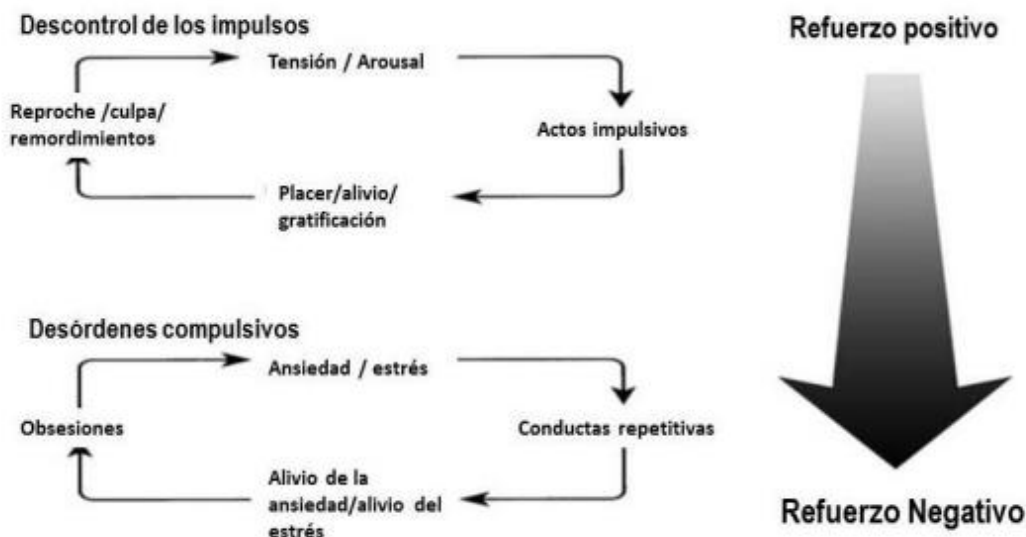 Descontrol de los impulsos
Refuerzo positivo
Tensión / Arousal
Reproche /culpa/
remordimientos
Actos impulsivos
Placer/alivio/
gratificación
Desórdenes compulsivos
Ansiedad / estrés
Obsesiones
Conductas repetitivas
Alivio de la
ansiedad/alivio del
estrés
Refuerzo Negativo